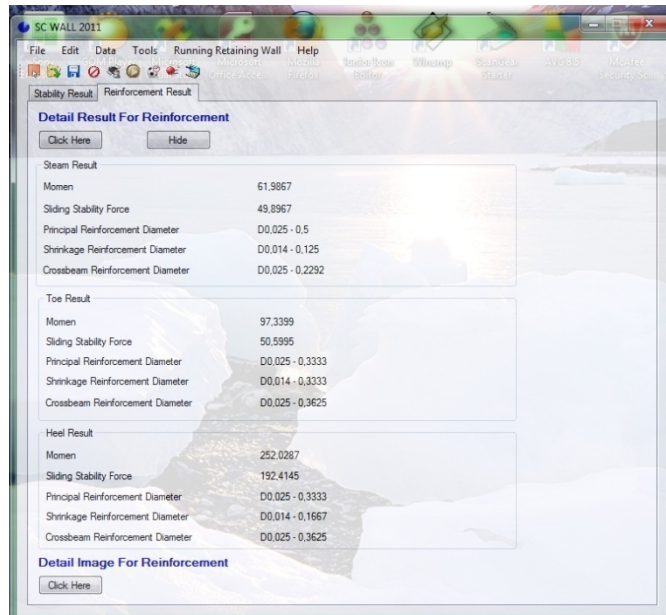 SC WALL 2011
File Edit Data Tools Running Retaining Wall Help
Stability Result Reinforcement Result
Detail Result For Reinforcement
Click Here Hide
Steam Result
Momen 61,9867
Sliding Stability Force 49,8967
Principal Reinforcement Diameter D0,025 - 0,5
Shrinkage Reinforcement Diameter D0,014 - 0,125
Crossbeam Reinforcement Diameter D0,025 - 0,2292
Toe Result
Momen 97,3399
Sliding Stability Force 50,5995
Principal Reinforcement Diameter D0,025 - 0,3333
Shrinkage Reinforcement Diameter D0,014 - 0,3333
Crossbeam Reinforcement Diameter D0,025 - 0,3625
Heel Result
Momen 252,0287
Sliding Stability Force 192,4145
Principal Reinforcement Diameter D0,025 - 0,3333
Shrinkage Reinforcement Diameter D0,014 - 0,1667
Crossbeam Reinforcement Diameter D0,025 - 0,3625
Detail Image For Reinforcement
Click Here